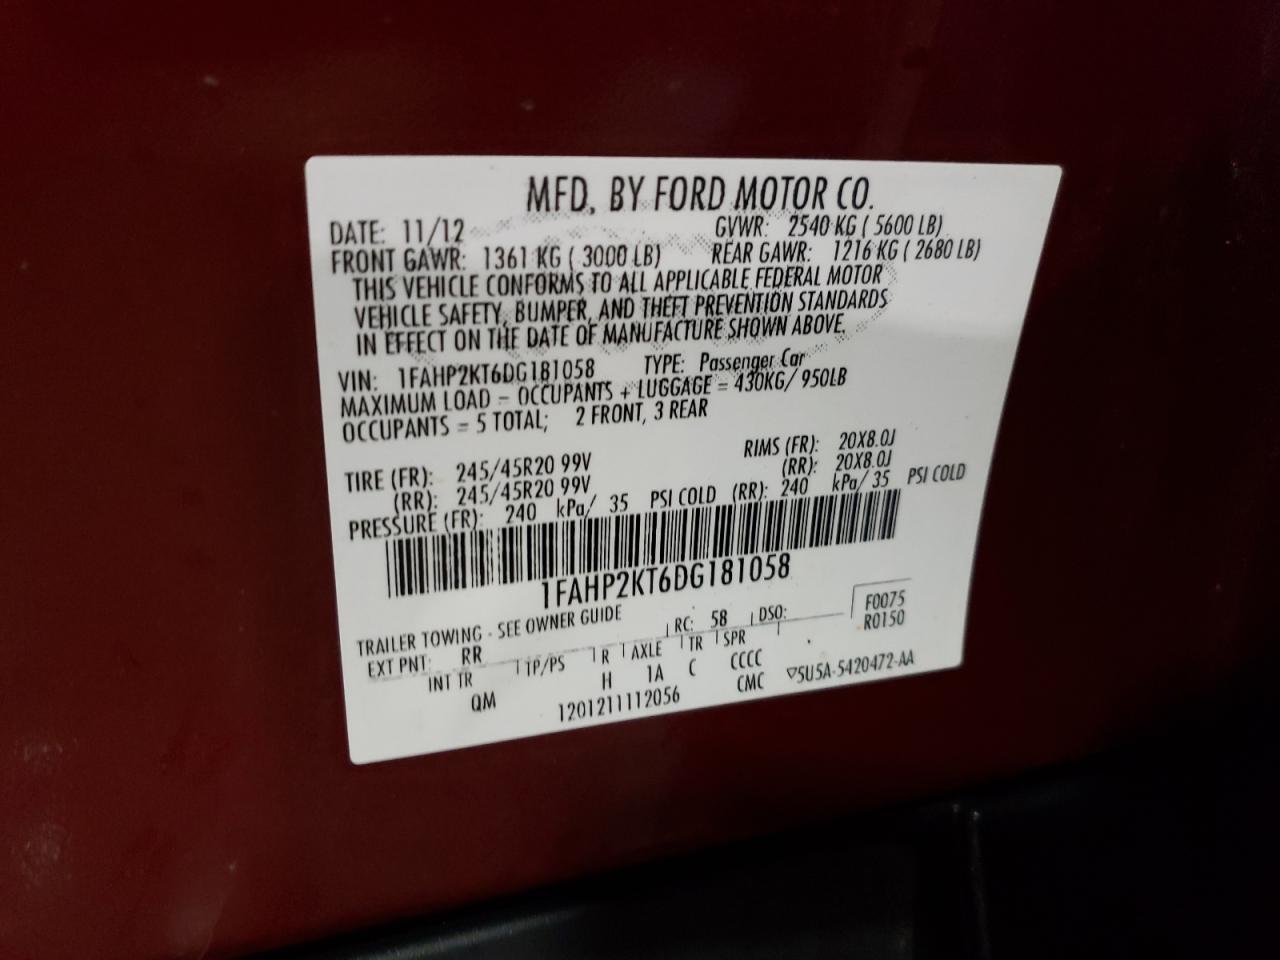 MFD. BY FORD MOTOR CO.
DATE: 11/12 GVWR: 2540 KG ( 5600 LB)
FRONT GAWR: 1361 KG ( 3000 LB) REAR GAWR: 1216 KG ( 2680 LB)
THIS VEHICLE CONFORMS TO ALL APPLICABLE FEDERAL MOTOR
VEHICLE SAFETY, BUMPER, AND THEFT PREVENTION STANDARDS
IN EFFECT ON THE DATE OF MANUFACTURE SHOWN ABOVE.
VIN: 1FAHP2KT6DG181058 TYPE: Passenger Car
MAXIMUM LOAD = OCCUPANTS + LUGGAGE = 430KG/ 950LB
OCCUPANTS = 5 TOTAL; 2 FRONT, 3 REAR
TIRE (FR): 245/45R20 99V RIMS (FR): 20X8.0J
(RR): 245/45R20 99V (RR): 20X8.0J
PRESSURE (FR): 240 kPa/ 35 PSI COLD (RR): 240 kPa/ 35 PSI COLD
1FAHP2KT6DG181058
TRAILER TOWING - SEE OWNER GUIDE RC: 58 DSO: F0075
EXT PNT: RR R0150
INT TR TP/PS R AXLE TR SPR
QM H 1A C CCCC
CMC
1201211112056 ▽5U5A-5420472-AA